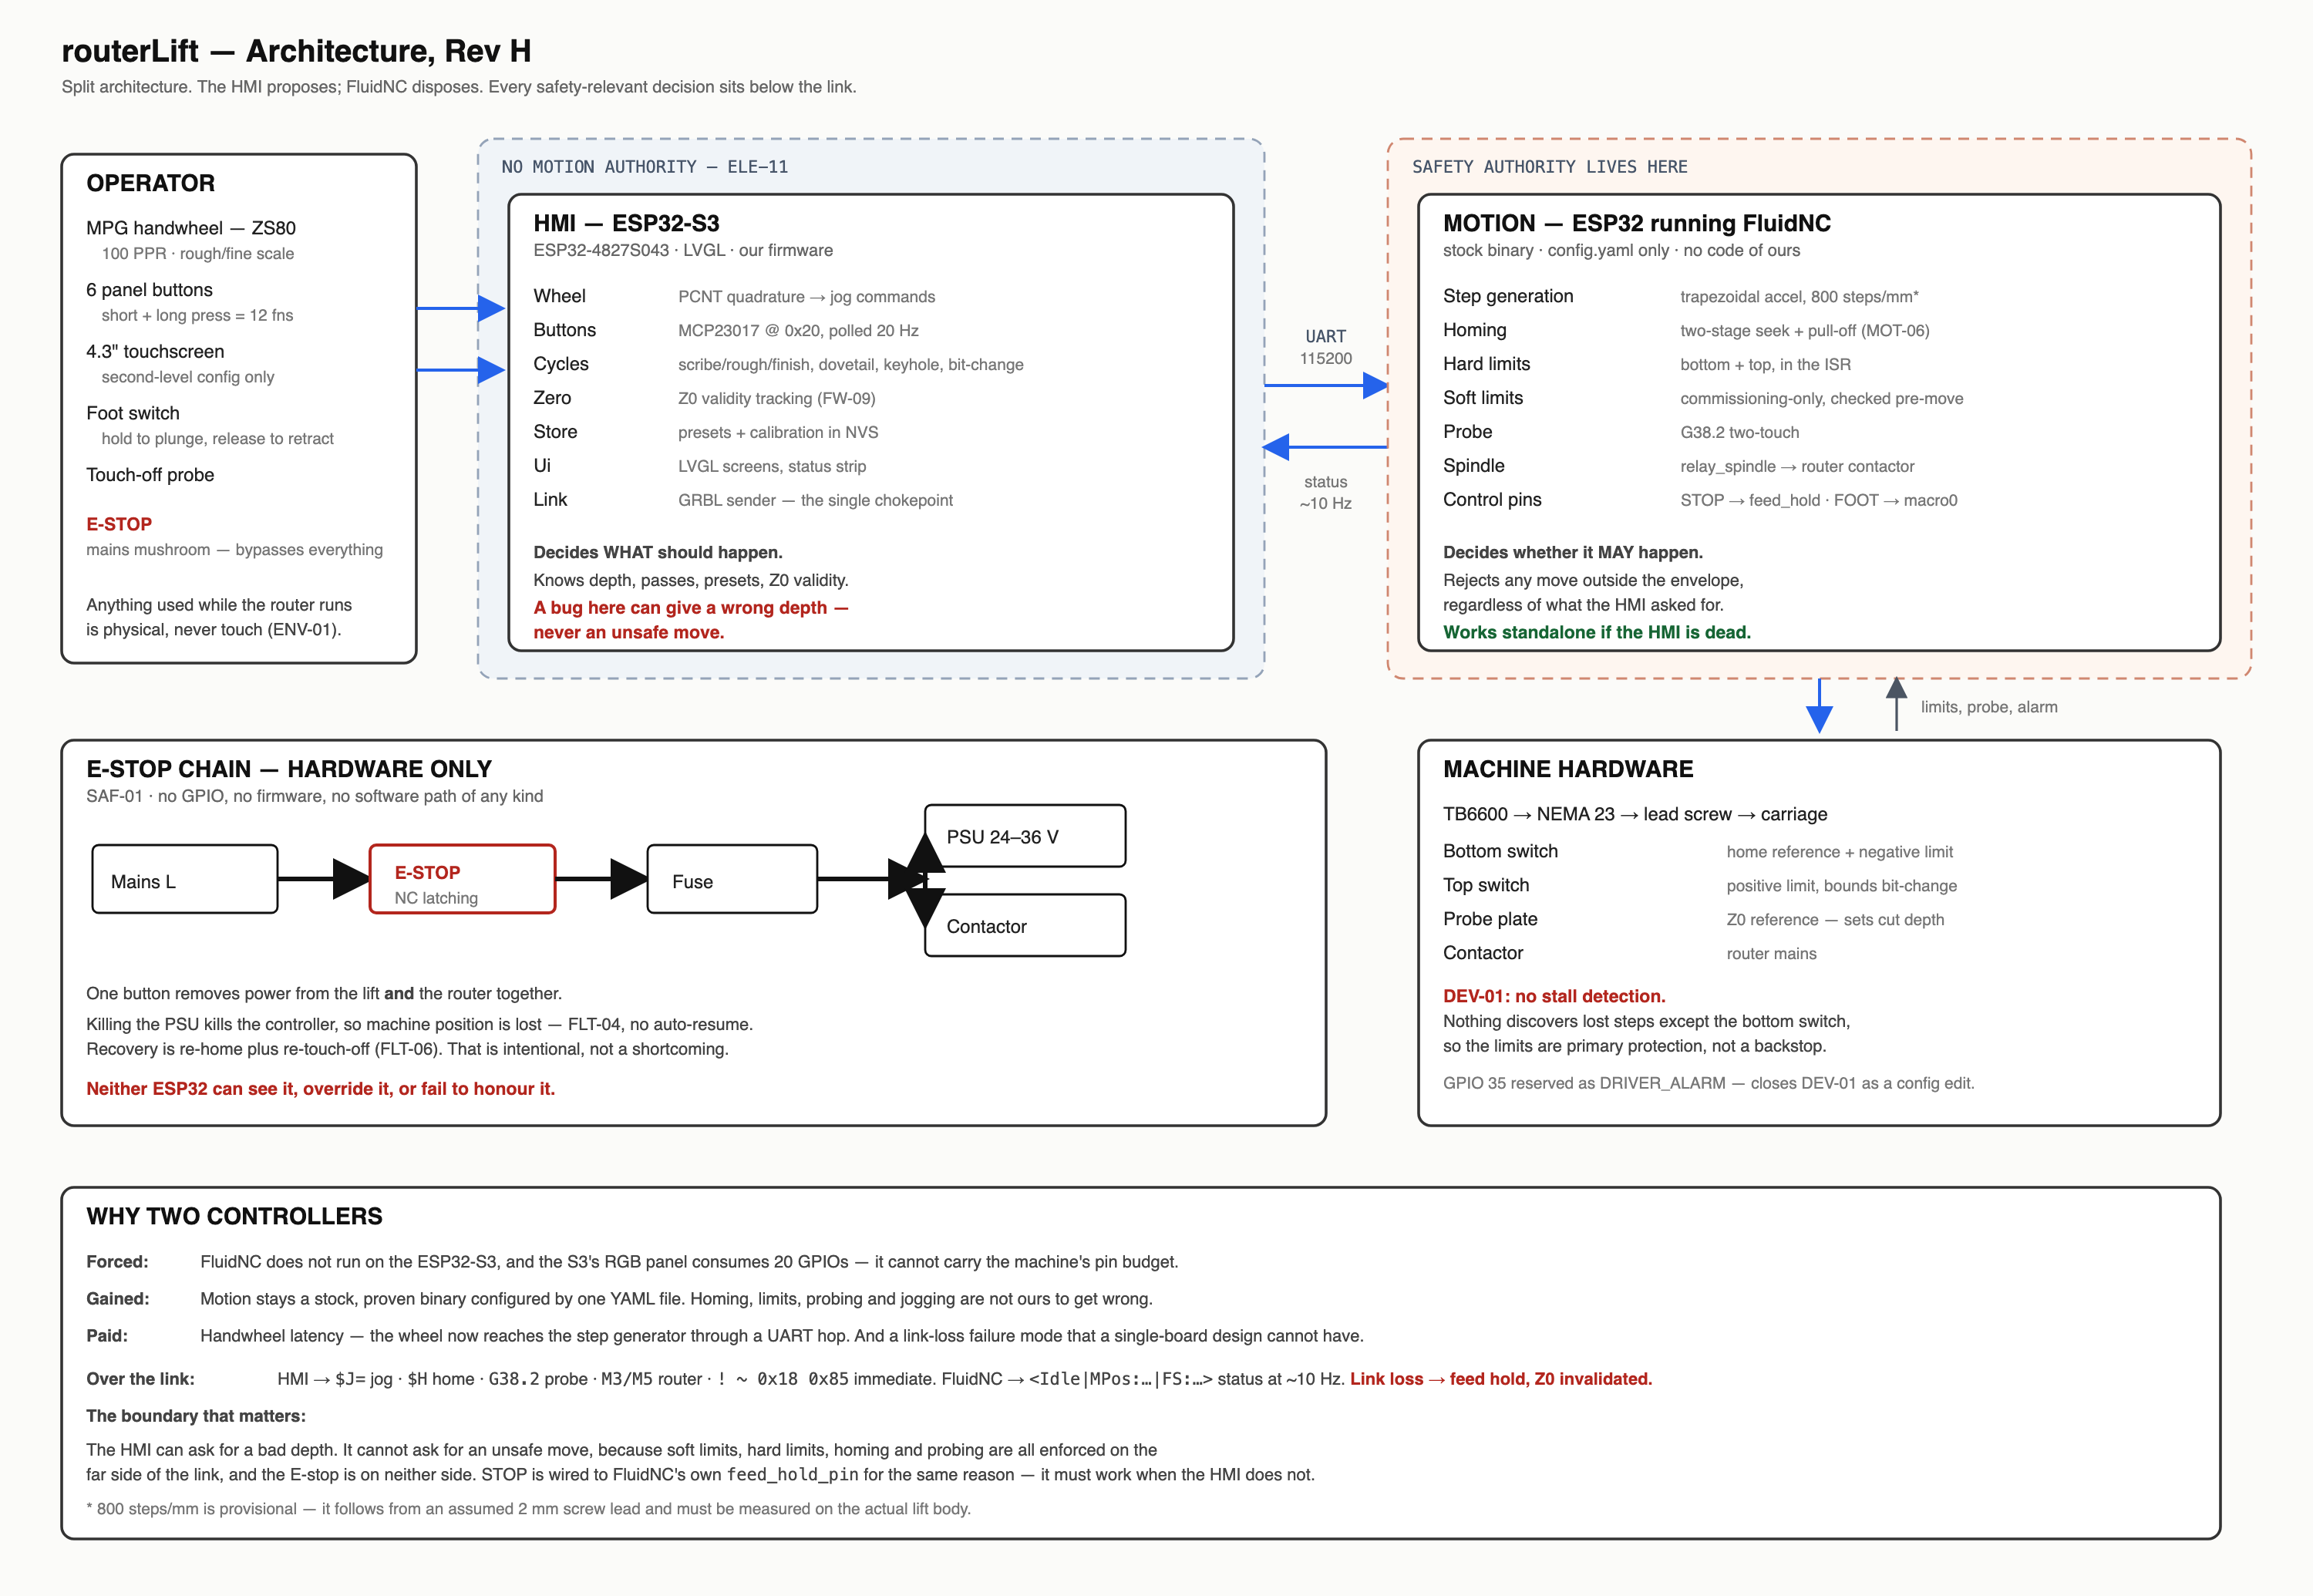 routerLift — Architecture, Rev H
Split architecture. The HMI proposes; FluidNC disposes. Every safety-relevant decision sits below the link.
OPERATOR
MPG handwheel — ZS80
100 PPR · rough/fine scale
6 panel buttons
short + long press = 12 fns
4.3" touchscreen
second-level config only
Foot switch
hold to plunge, release to retract
Touch-off probe
E-STOP
mains mushroom — bypasses everything
Anything used while the router runs
is physical, never touch (ENV-01).
NO MOTION AUTHORITY — ELE-11
HMI — ESP32-S3
ESP32-4827S043 · LVGL · our firmware
Wheel PCNT quadrature → jog commands
Buttons MCP23017 @ 0x20, polled 20 Hz
Cycles scribe/rough/finish, dovetail, keyhole, bit-change
Zero Z0 validity tracking (FW-09)
Store presets + calibration in NVS
Ui LVGL screens, status strip
Link GRBL sender — the single chokepoint
Decides WHAT should happen.
Knows depth, passes, presets, Z0 validity.
A bug here can give a wrong depth —
never an unsafe move.
UART
115200
status
~10 Hz
SAFETY AUTHORITY LIVES HERE
MOTION — ESP32 running FluidNC
stock binary · config.yaml only · no code of ours
Step generation trapezoidal accel, 800 steps/mm*
Homing two-stage seek + pull-off (MOT-06)
Hard limits bottom + top, in the ISR
Soft limits commissioning-only, checked pre-move
Probe G38.2 two-touch
Spindle relay_spindle → router contactor
Control pins STOP → feed_hold · FOOT → macro0
Decides whether it MAY happen.
Rejects any move outside the envelope,
regardless of what the HMI asked for.
Works standalone if the HMI is dead.
limits, probe, alarm
E-STOP CHAIN — HARDWARE ONLY
SAF-01 · no GPIO, no firmware, no software path of any kind
Mains L
E-STOP
NC latching
Fuse
PSU 24–36 V
Contactor
One button removes power from the lift and the router together.
Killing the PSU kills the controller, so machine position is lost — FLT-04, no auto-resume.
Recovery is re-home plus re-touch-off (FLT-06). That is intentional, not a shortcoming.
Neither ESP32 can see it, override it, or fail to honour it.
MACHINE HARDWARE
TB6600 → NEMA 23 → lead screw → carriage
Bottom switch home reference + negative limit
Top switch positive limit, bounds bit-change
Probe plate Z0 reference — sets cut depth
Contactor router mains
DEV-01: no stall detection.
Nothing discovers lost steps except the bottom switch,
so the limits are primary protection, not a backstop.
GPIO 35 reserved as DRIVER_ALARM — closes DEV-01 as a config edit.
WHY TWO CONTROLLERS
Forced: FluidNC does not run on the ESP32-S3, and the S3's RGB panel consumes 20 GPIOs — it cannot carry the machine's pin budget.
Gained: Motion stays a stock, proven binary configured by one YAML file. Homing, limits, probing and jogging are not ours to get wrong.
Paid: Handwheel latency — the wheel now reaches the step generator through a UART hop. And a link-loss failure mode that a single-board design cannot have.
Over the link: HMI → $J= jog · $H home · G38.2 probe · M3/M5 router · ! ~ 0x18 0x85 immediate. FluidNC → <Idle|MPos:…|FS:…> status at ~10 Hz. Link loss → feed hold, Z0 invalidated.
The boundary that matters:
The HMI can ask for a bad depth. It cannot ask for an unsafe move, because soft limits, hard limits, homing and probing are all enforced on the
far side of the link, and the E-stop is on neither side. STOP is wired to FluidNC's own feed_hold_pin for the same reason — it must work when the HMI does not.
* 800 steps/mm is provisional — it follows from an assumed 2 mm screw lead and must be measured on the actual lift body.